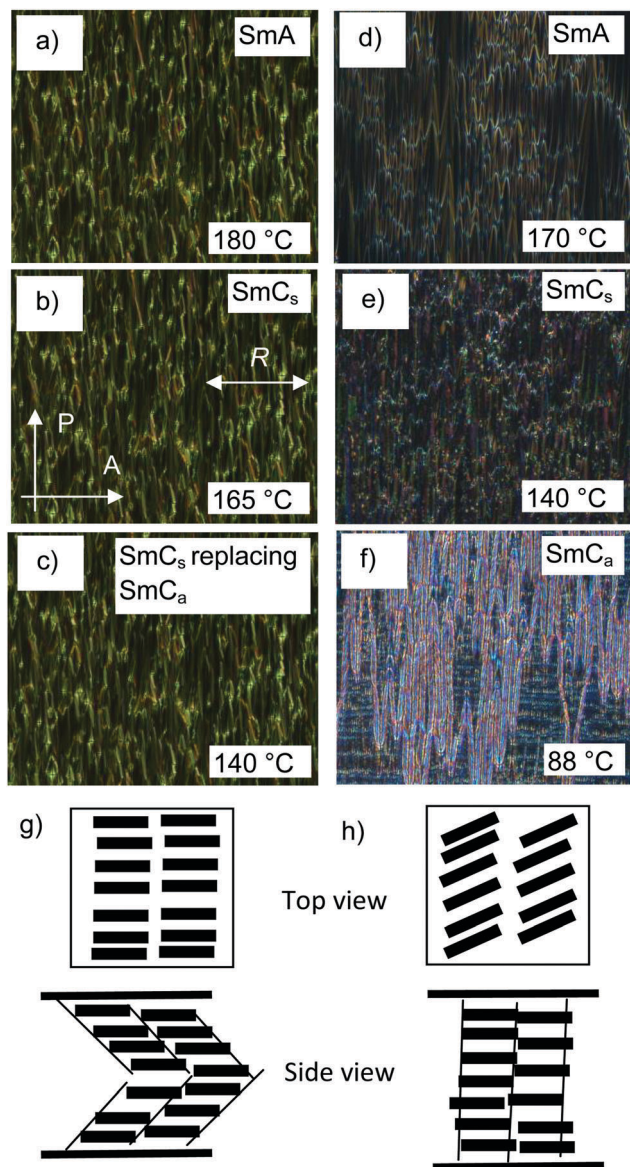 a)
SmA
180 °C
d)
SmA
170 °C
b)
SmCₛ
R
P
A
165 °C
e)
SmCₛ
140 °C
c)
SmCₛ replacing
SmCₐ
140 °C
f)
SmCₐ
88 °C
g)
h)
Top view
Side view